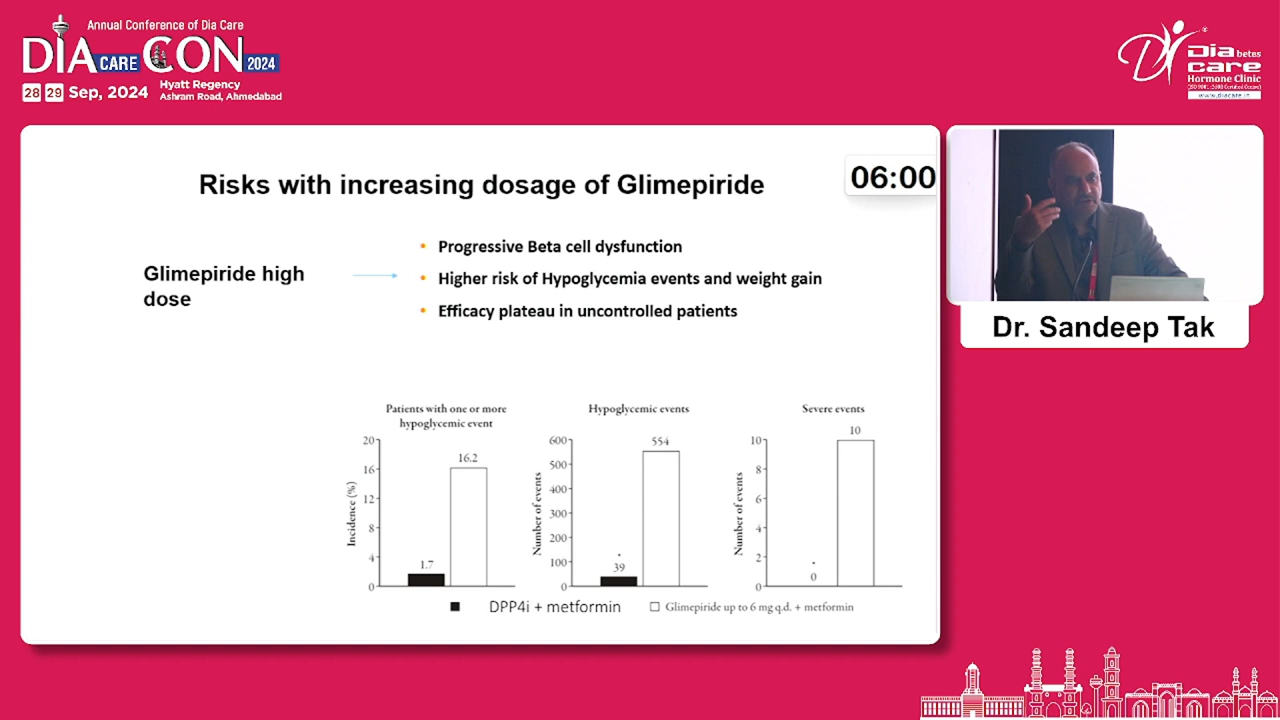 Annual Conference of Dia Care
DIA CARE CON 2024
28 29 Sep, 2024
Hyatt Regency
Ashram Road, Ahmedabad
Dia betes
care
Hormone Clinic
www.diacare.in
Risks with increasing dosage of Glimepiride
06:00
Glimepiride high
dose
• Progressive Beta cell dysfunction
• Higher risk of Hypoglycemia events and weight gain
• Efficacy plateau in uncontrolled patients
Dr. Sandeep Tak
Patients with one or more
hypoglycemic event
Incidence (%)
20
16
12
8
4
0
1.7
16.2
Hypoglycemic events
Number of events
600
500
400
300
200
100
0
39
554
Severe events
Number of events
10
8
6
4
2
0
0
10
DPP4i + metformin
Glimepiride up to 6 mg q.d. + metformin